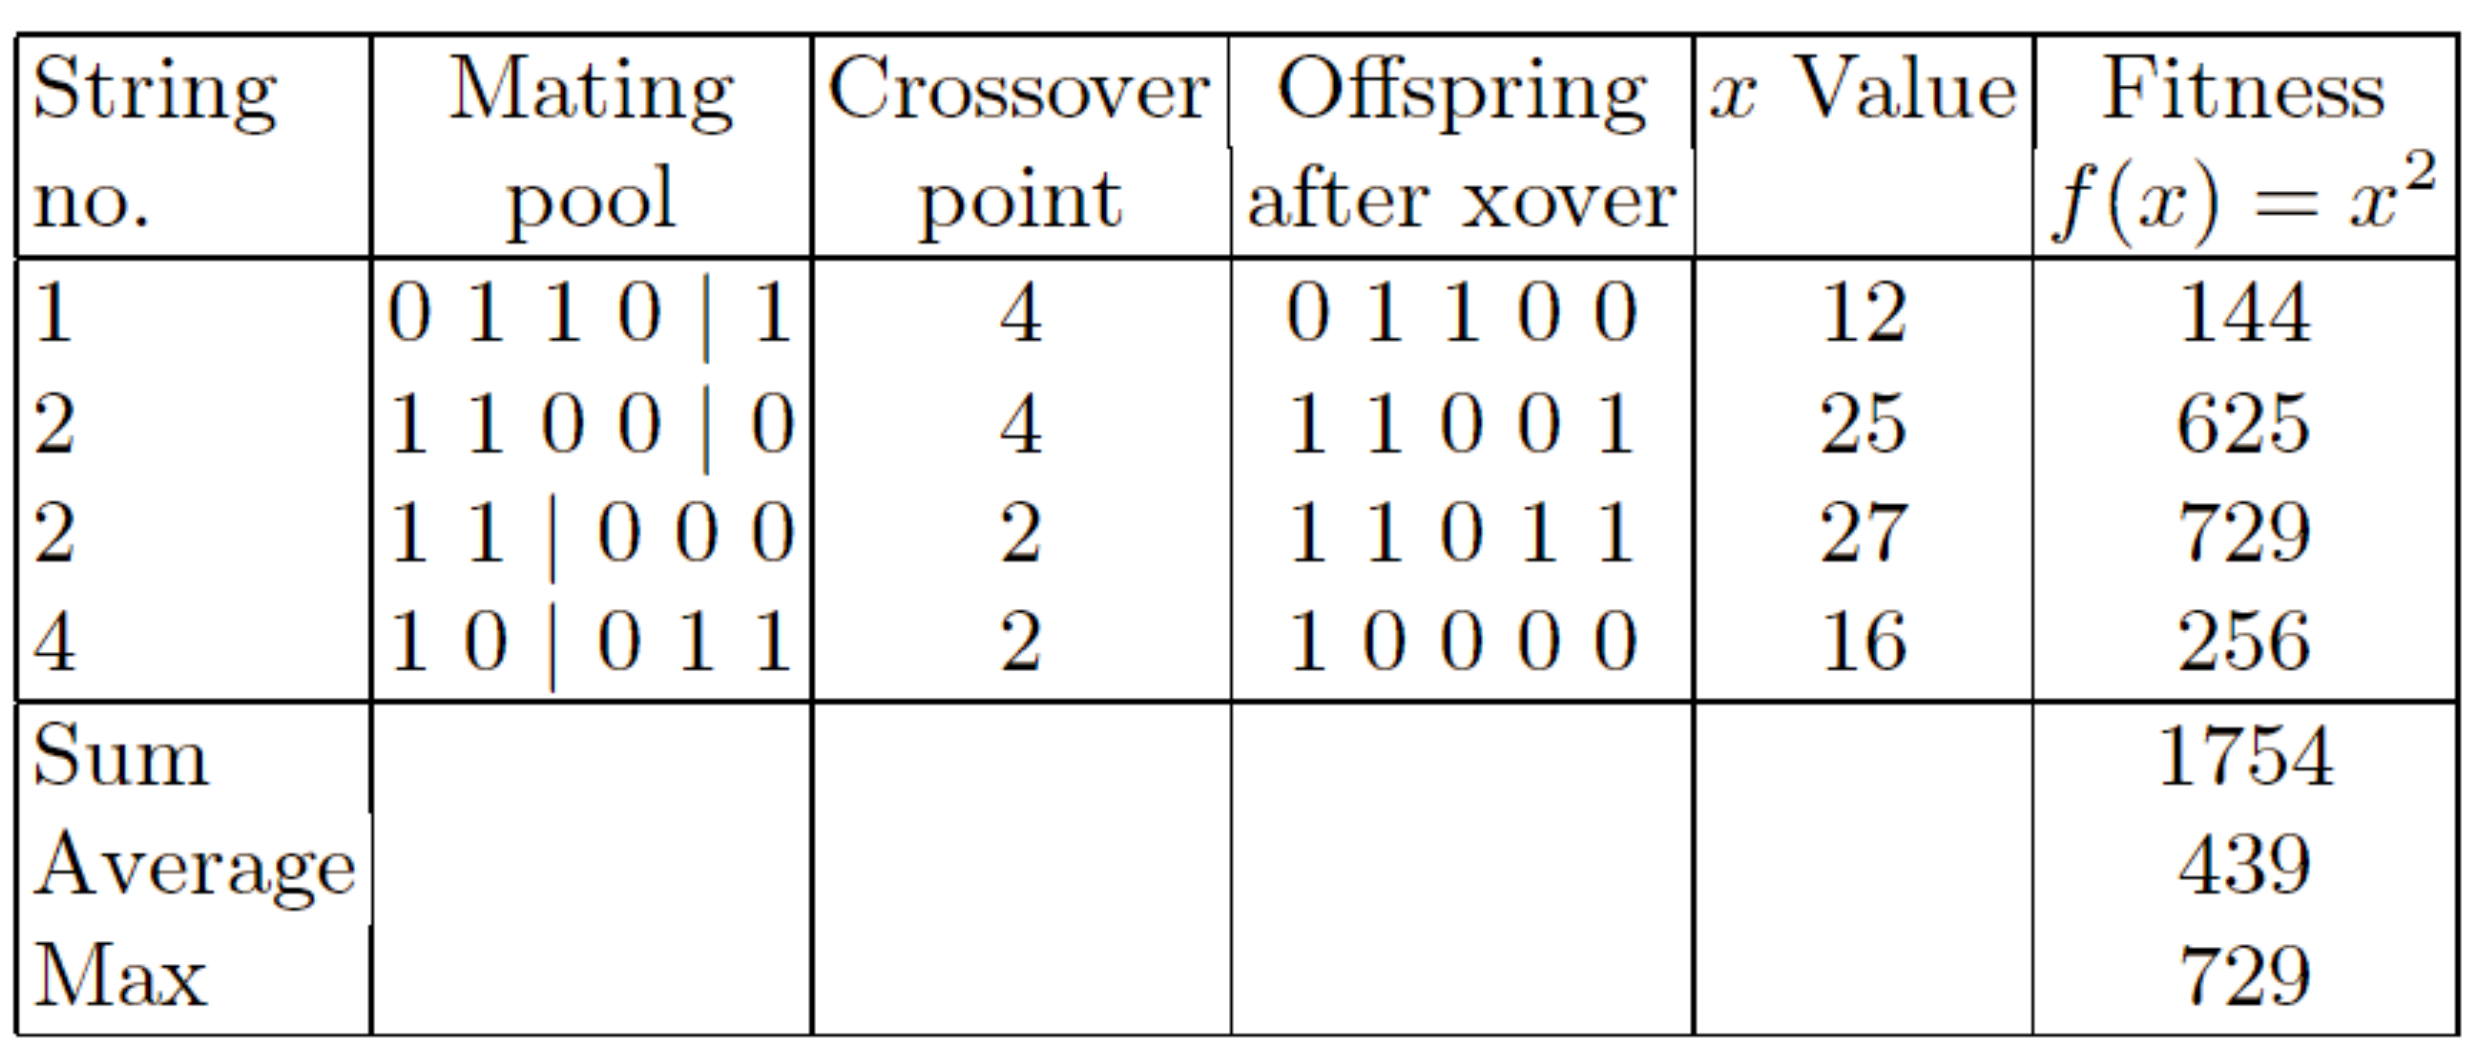 String Mating Crossover Offspring x Value Fitness
no. pool point after xover f(x) = x²
1 0 1 1 0 | 1 4 0 1 1 0 0 12 144
2 1 1 0 0 | 0 4 1 1 0 0 1 25 625
2 1 1 | 0 0 0 2 1 1 0 1 1 27 729
4 1 0 | 0 1 1 2 1 0 0 0 0 16 256
Sum 1754
Average 439
Max 729